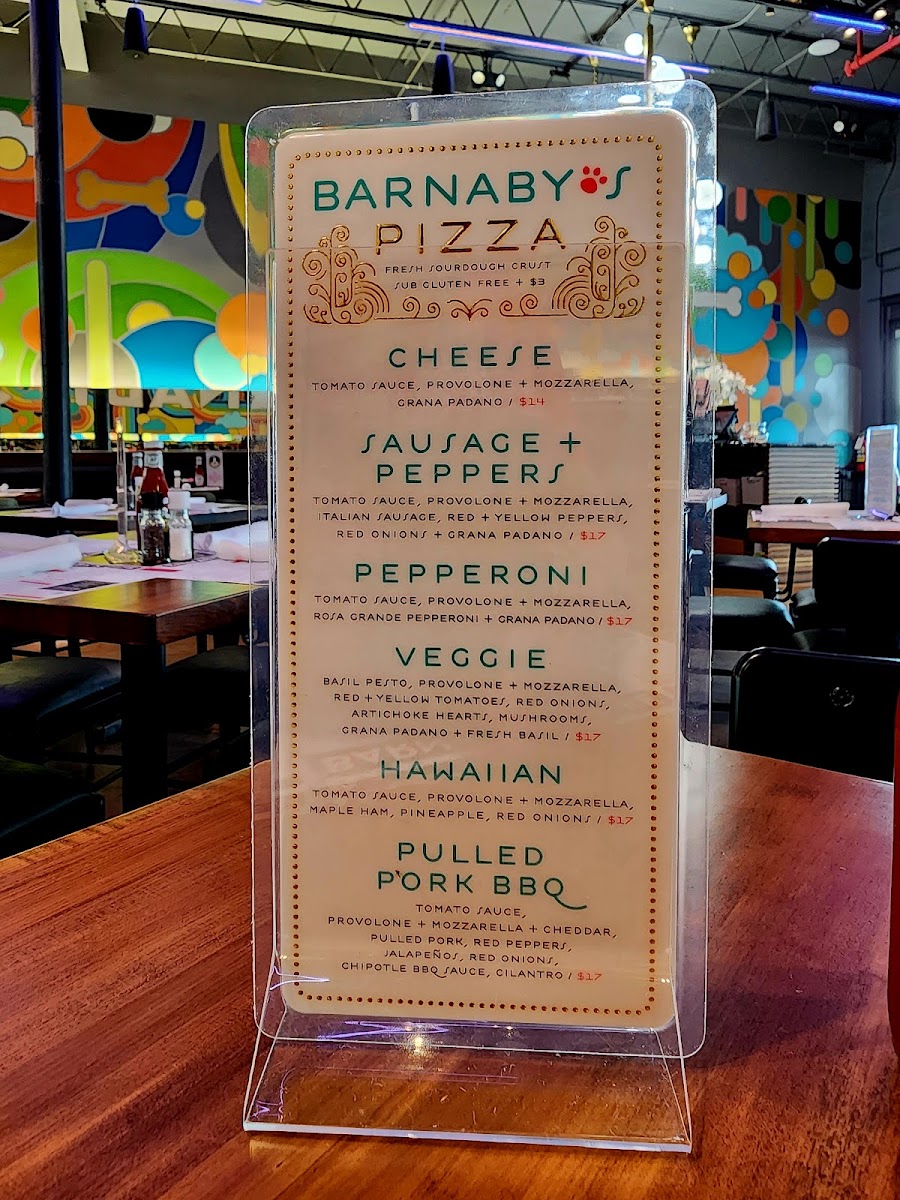 BARNABY'S
PIZZA
FRESH SOURDOUGH CRUST
SUB GLUTEN FREE + $3
CHEESE
TOMATO SAUCE, PROVOLONE + MOZZARELLA,
GRANA PADANO / $14
SAUSAGE +
PEPPERS
TOMATO SAUCE, PROVOLONE + MOZZARELLA,
ITALIAN SAUSAGE, RED + YELLOW PEPPERS,
RED ONIONS + GRANA PADANO / $17
PEPPERONI
TOMATO SAUCE, PROVOLONE + MOZZARELLA,
ROSA GRANDE PEPPERONI + GRANA PADANO / $17
VEGGIE
BASIL PESTO, PROVOLONE + MOZZARELLA,
RED + YELLOW TOMATOES, RED ONIONS,
ARTICHOKE HEARTS, MUSHROOMS,
GRANA PADANO + FRESH BASIL / $17
HAWAIIAN
TOMATO SAUCE, PROVOLONE + MOZZARELLA,
MAPLE HAM, PINEAPPLE, RED ONIONS / $17
PULLED
PORK BBQ
TOMATO SAUCE,
PROVOLONE + MOZZARELLA + CHEDDAR,
PULLED PORK, RED PEPPERS,
JALAPEÑOS, RED ONIONS,
CHIPOTLE BBQ SAUCE, CILANTRO / $17